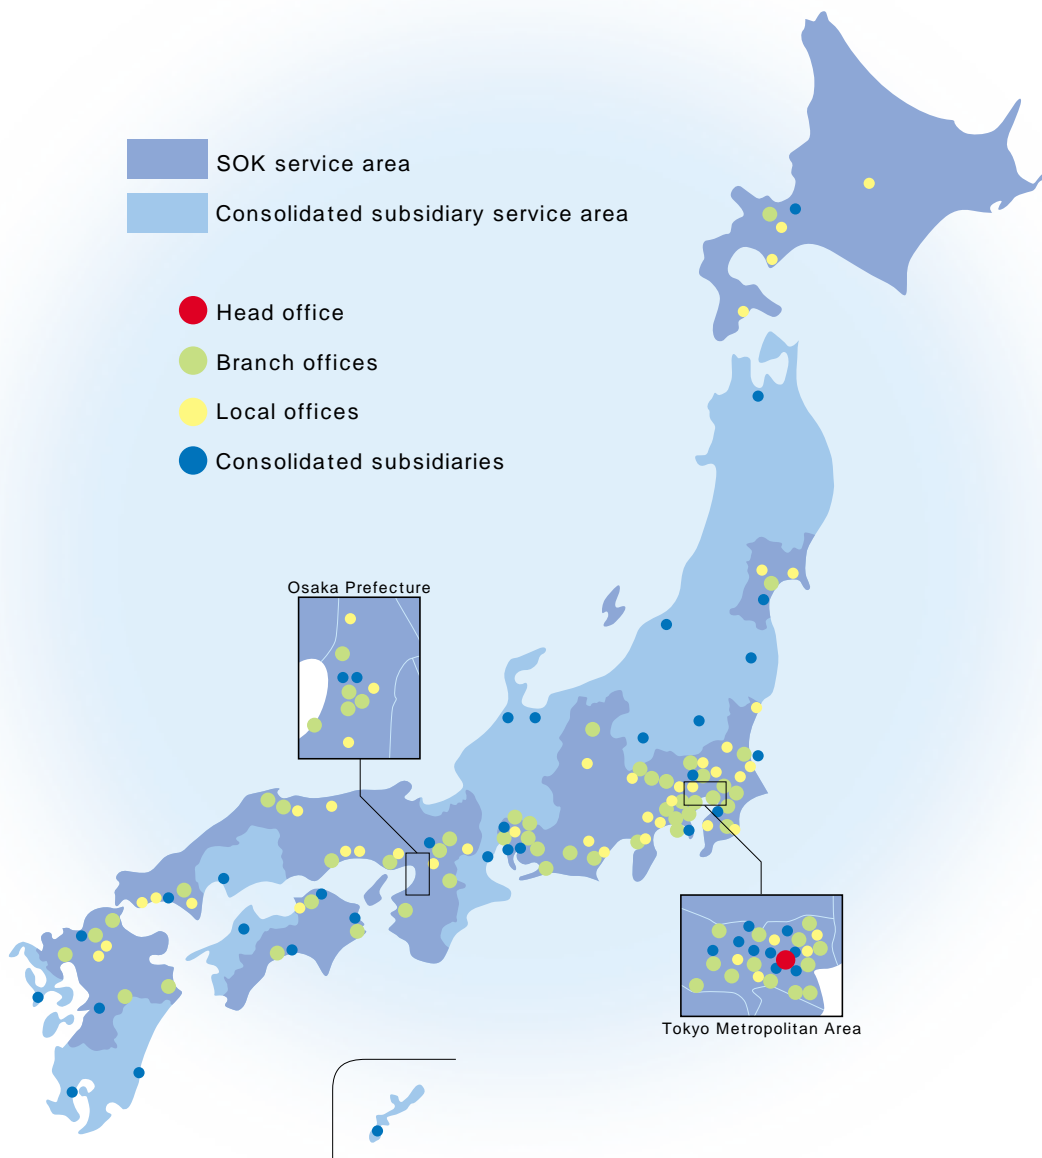 SOK service area
Consolidated subsidiary service area
Head office
Branch offices
Local offices
Consolidated subsidiaries
Osaka Prefecture
Tokyo Metropolitan Area